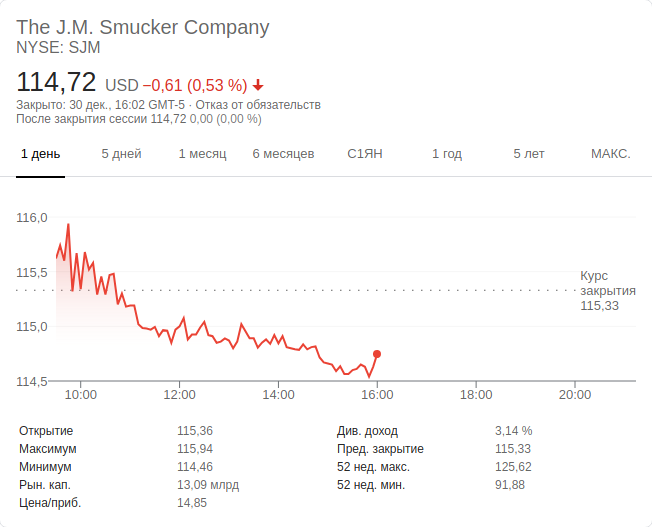 The J.M. Smucker Company
NYSE: SJM
114,72 USD −0,61 (0,53 %)
Закрыто: 30 дек., 16:02 GMT-5 · Отказ от обязательств
После закрытия сессии 114,72 0,00 (0,00 %)
1 день 5 дней 1 месяц 6 месяцев С1ЯН 1 год 5 лет МАКС.
116,0
115,5
Курс
закрытия
115,33
115,0
114,5
10:00 12:00 14:00 16:00 18:00 20:00
Открытие 115,36 Див. доход 3,14 %
Максимум 115,94 Пред. закрытие 115,33
Минимум 114,46 52 нед. макс. 125,62
Рын. кап. 13,09 млрд 52 нед. мин. 91,88
Цена/приб. 14,85